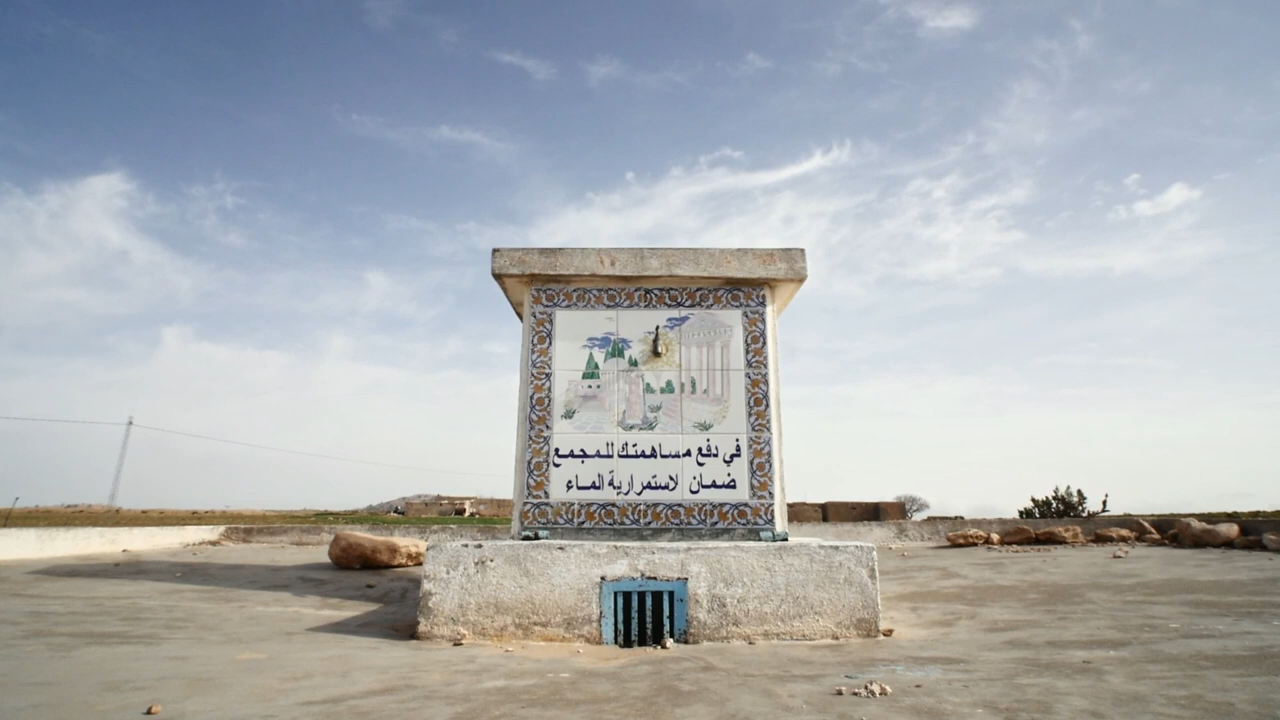 في دفع مساهمتك للمجمع
ضمان لاستمرارية الماء